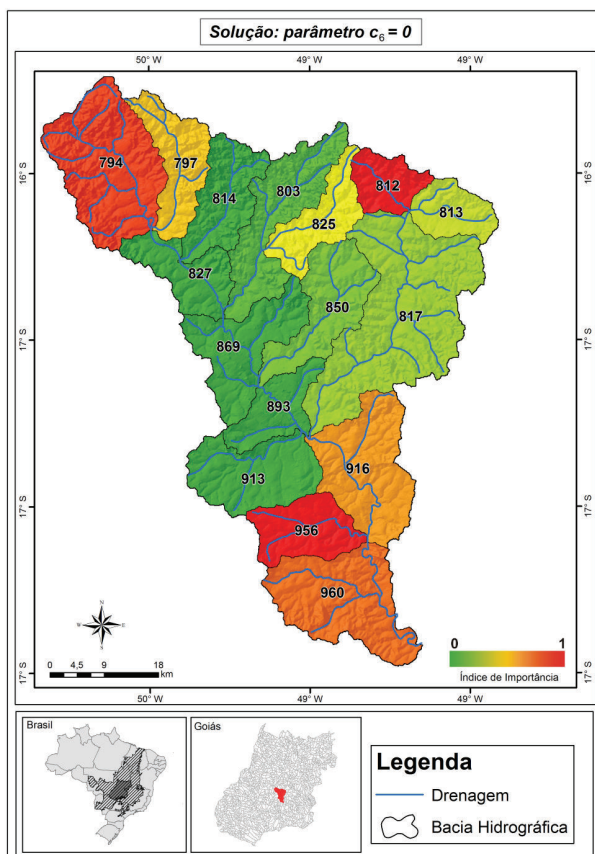 Solução: parâmetro c6 = 0
50° W 49° W 49° W
16° S 16° S
17° S 17° S
17° S 17° S
17° S 17° S
794
797
814
803
812
825
813
827
850
817
869
893
916
913
956
960
N
W E
S
0 4,5 9 18
km
0 1
Índice de Importância
50° W 49° W 49° W
Brasil
Goiás
Legenda
Drenagem
Bacia Hidrográfica